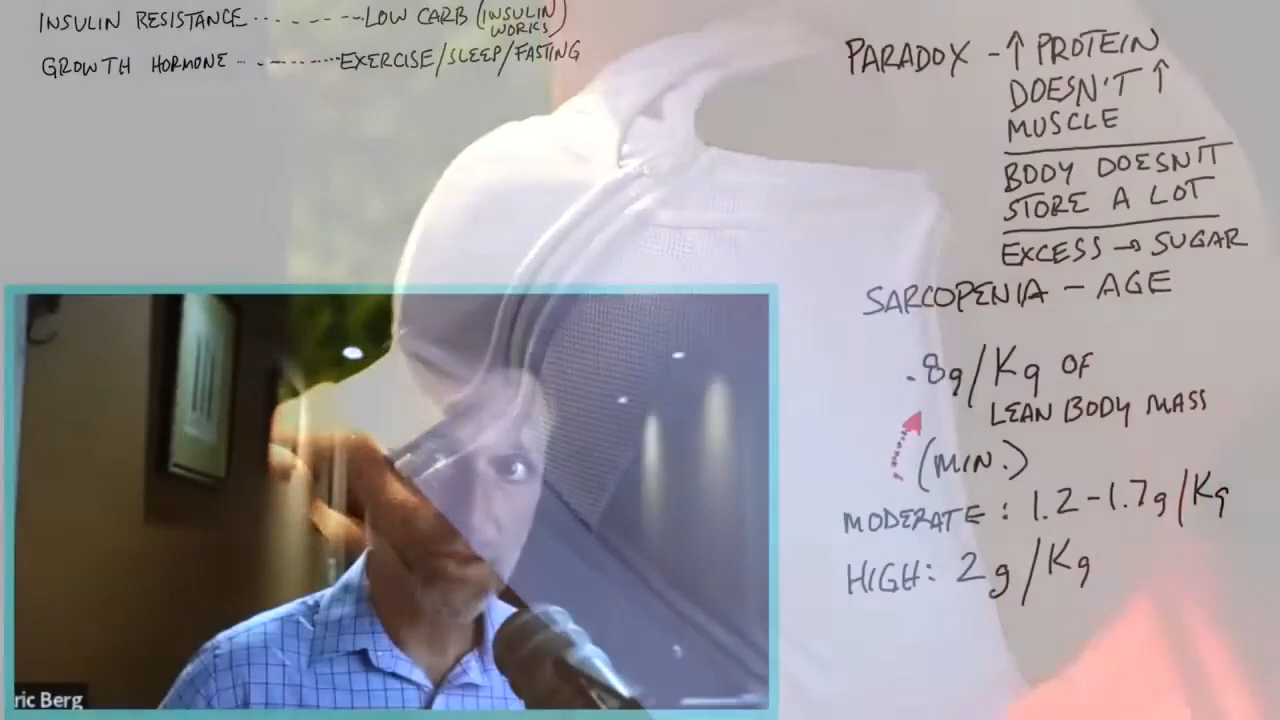 INSULIN RESISTANCE ---------LOW CARB (INSULIN WORKS)
GROWTH HORMONE ---------EXERCISE/SLEEP/FASTING
PARADOX - ↑ PROTEIN
DOESN'T ↑
MUSCLE
BODY DOESN'T
STORE A LOT
EXCESS → SUGAR
SARCOPENIA - AGE
.8g/Kg OF
LEAN BODY MASS
(MIN.)
MODERATE: 1.2-1.7g/Kg
HIGH: 2g/Kg
ric Berg